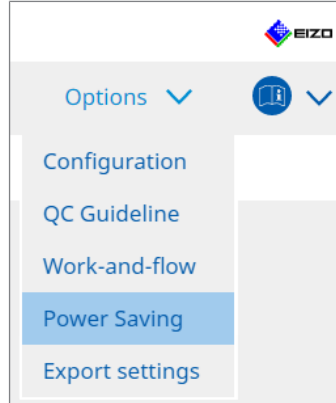 EIZO
Options
Configuration
QC Guideline
Work-and-flow
Power Saving
Export settings